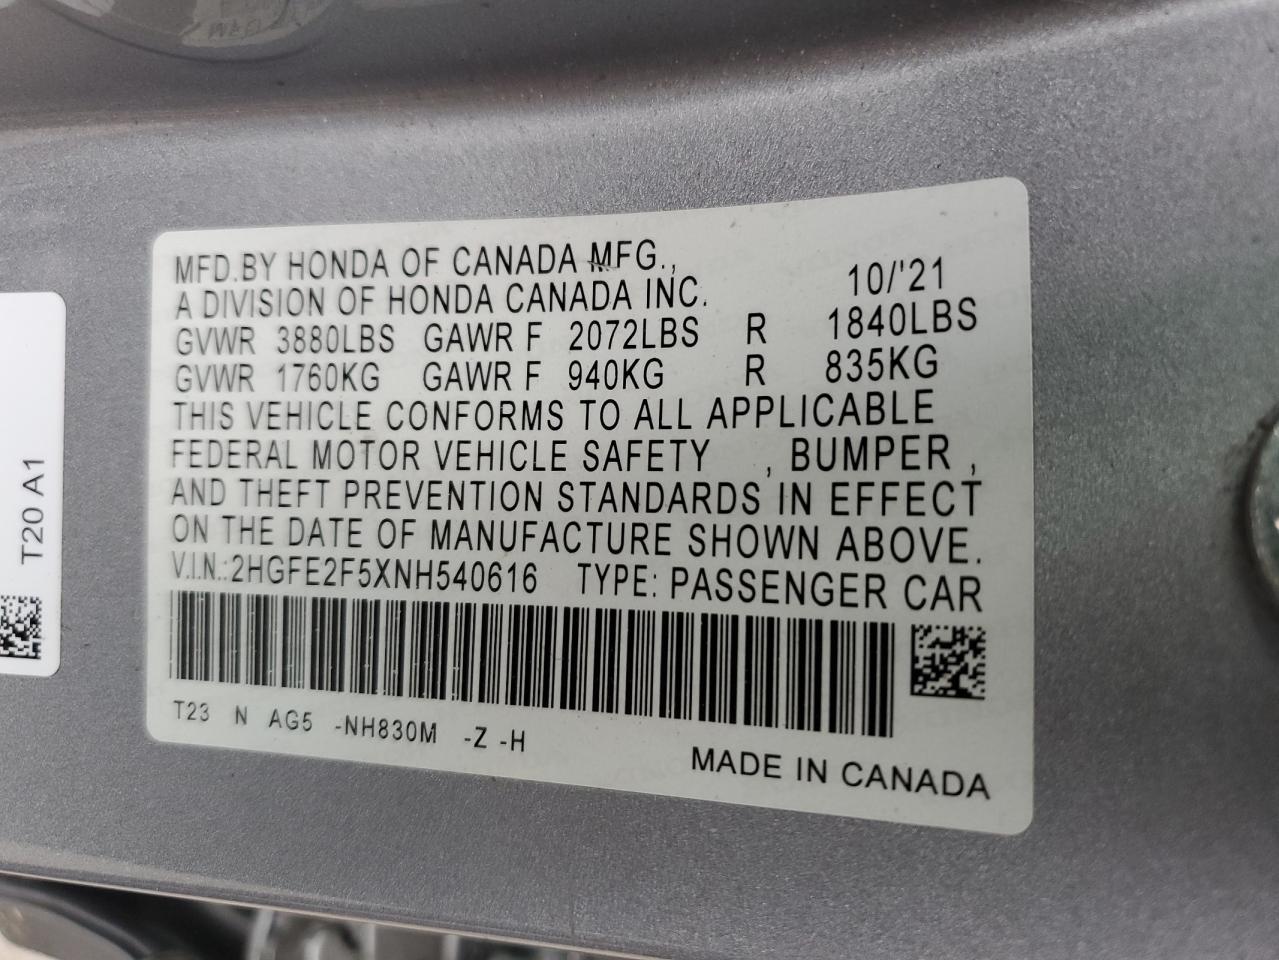 MFD.BY HONDA OF CANADA MFG.,
A DIVISION OF HONDA CANADA INC. 10/'21
GVWR 3880LBS GAWR F 2072LBS R 1840LBS
GVWR 1760KG GAWR F 940KG R 835KG
THIS VEHICLE CONFORMS TO ALL APPLICABLE
FEDERAL MOTOR VEHICLE SAFETY , BUMPER ,
AND THEFT PREVENTION STANDARDS IN EFFECT
ON THE DATE OF MANUFACTURE SHOWN ABOVE.
V.I.N.:2HGFE2F5XNH540616 TYPE: PASSENGER CAR
T23 N AG5 -NH830M -Z -H
MADE IN CANADA
T20 A1